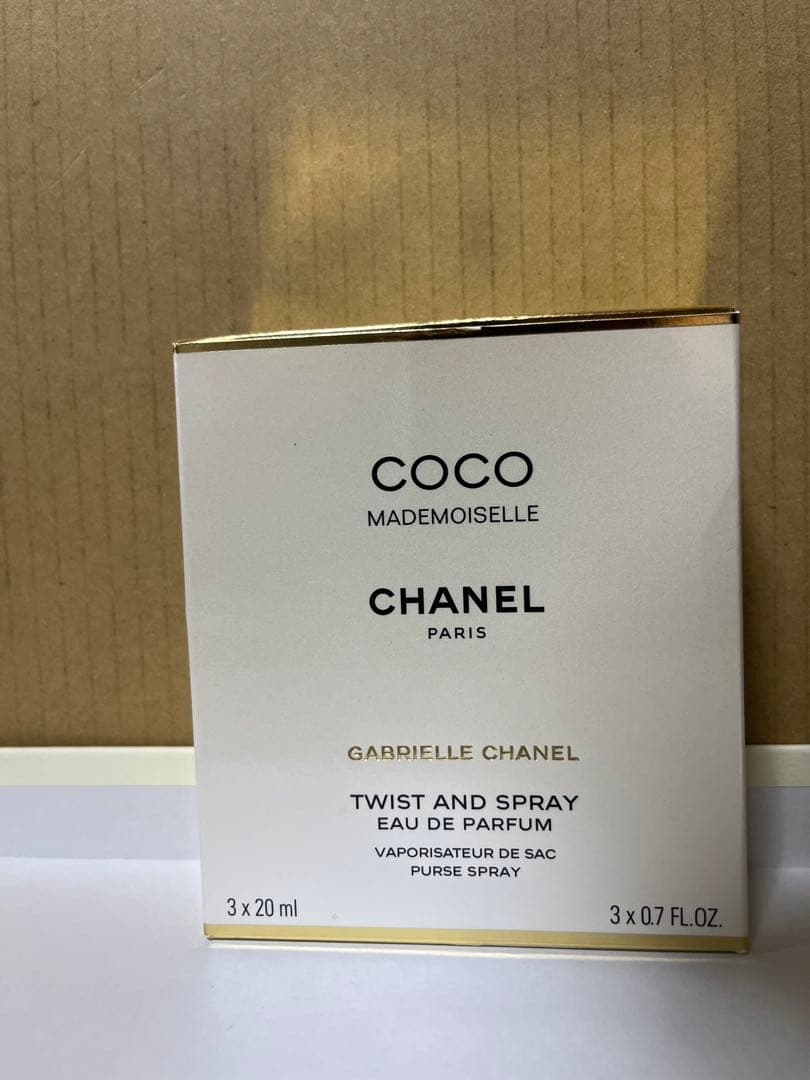 COCO
MADEMOISELLE
CHANEL
PARIS
GABRIELLE CHANEL
TWIST AND SPRAY
EAU DE PARFUM
VAPORISATEUR DE SAC
PURSE SPRAY
3 x 20 ml
3 x 0.7 FL.OZ.